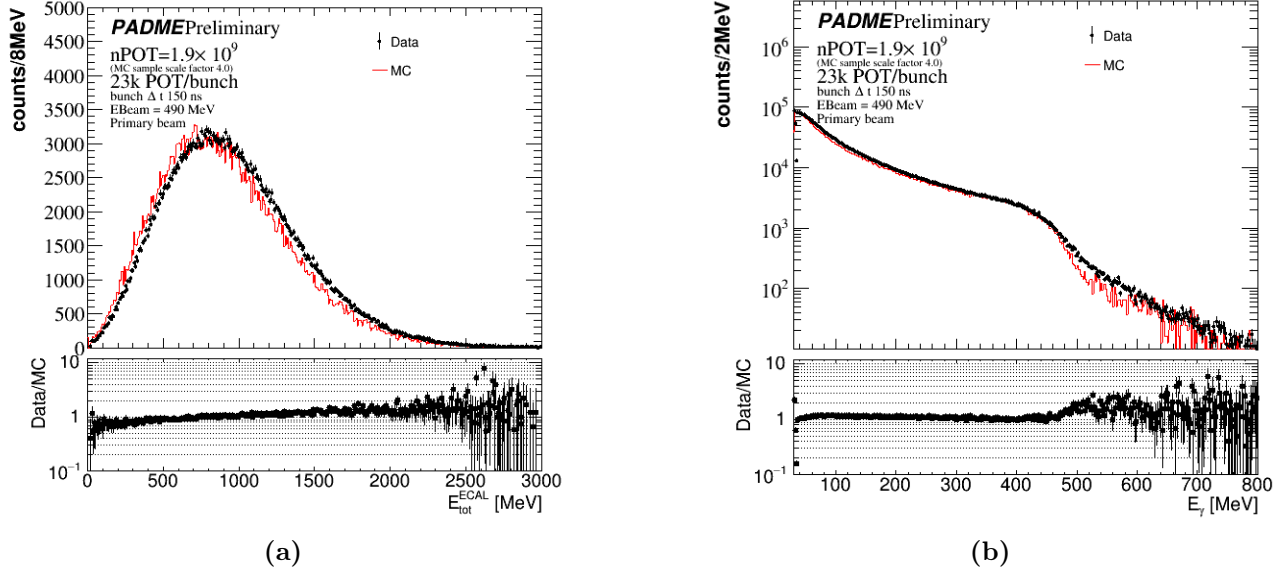 PADME Preliminary
nPOT=1.9× 10^9
(MC sample scale factor 4.0)
23k POT/bunch
bunch Δ t 150 ns
EBeam = 490 MeV
Primary beam
Data
MC
counts/8MeV
5000
4500
4000
3500
3000
2500
2000
1500
1000
500
0
Data/MC
10
1
10^−1
0 500 1000 1500 2000 2500 3000
E_tot^ECAL [MeV]
(a)
PADME Preliminary
nPOT=1.9× 10^9
(MC sample scale factor 4.0)
23k POT/bunch
bunch Δ t 150 ns
EBeam = 490 MeV
Primary beam
Data
MC
counts/2MeV
10^6
10^5
10^4
10^3
10^2
Data/MC
10
1
10^−1
100 200 300 400 500 600 700 800
E_γ [MeV]
(b)